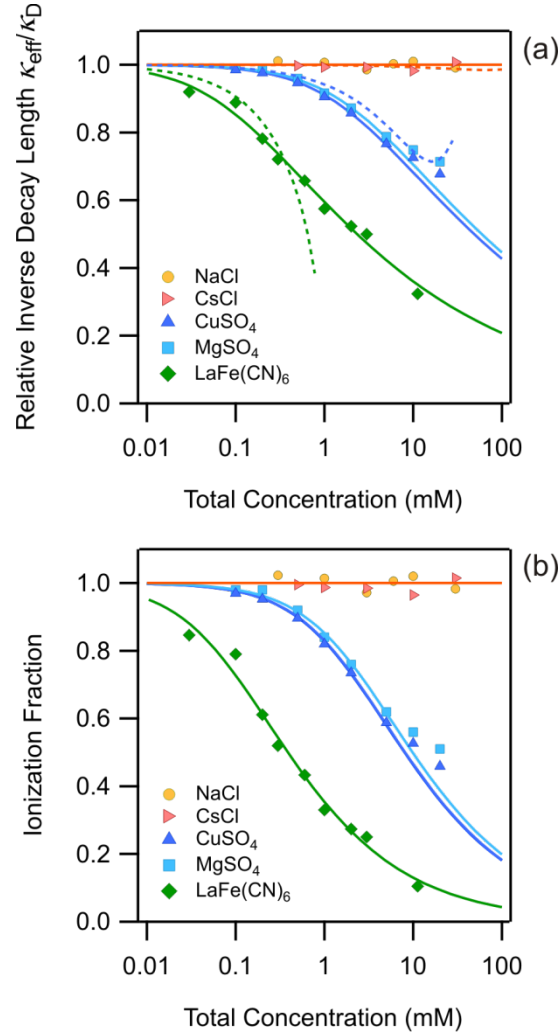 (a)
Relative Inverse Decay Length κeff/κD
1.0
0.8
0.6
0.4
0.2
0.0
NaCl
CsCl
CuSO4
MgSO4
LaFe(CN)6
0.01 0.1 1 10 100
Total Concentration (mM)
(b)
Ionization Fraction
1.0
0.8
0.6
0.4
0.2
0.0
NaCl
CsCl
CuSO4
MgSO4
LaFe(CN)6
0.01 0.1 1 10 100
Total Concentration (mM)